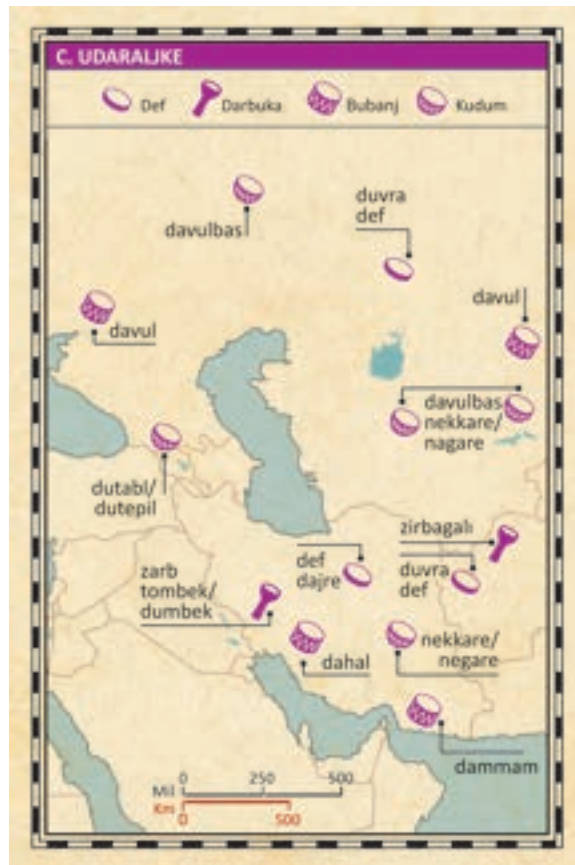 C. UDARALJKE
Def Darbuka Bubanj Kudum
davulbas
duvra
def
davul
davul
davulbas
nekkare/
nagare
dutabl/
dutepil
zirbagalı
def
dajre
duvra
def
zarb
tombek/
dumbek
nekkare/
negare
dahal
dammam
0 250 500
Mil
Km
0 500